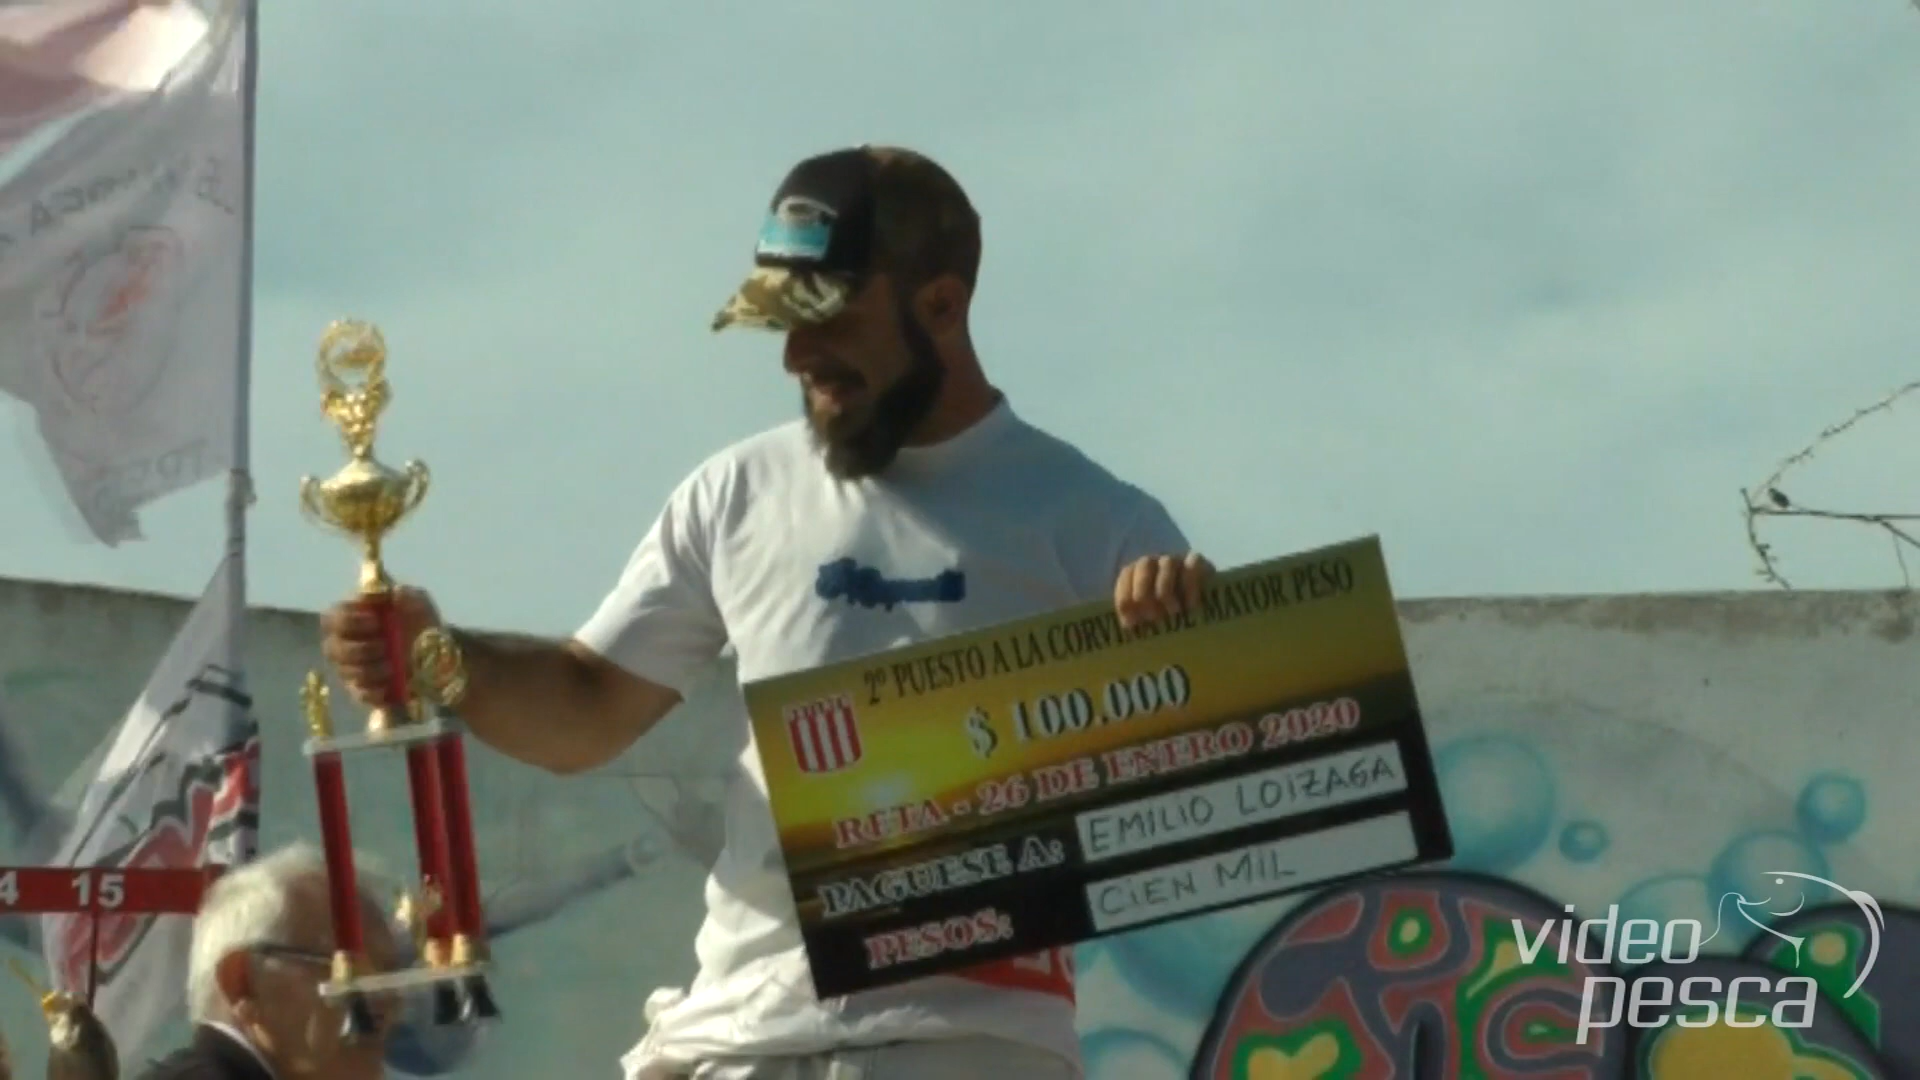 2º PUESTO A LA CORVINA DE MAYOR PESO
$ 100.000
RETA - 26 DE ENERO 2020
PAGUESE A: EMILIO LOIZAGA
PESOS: CIEN MIL
4 15
video
pesca